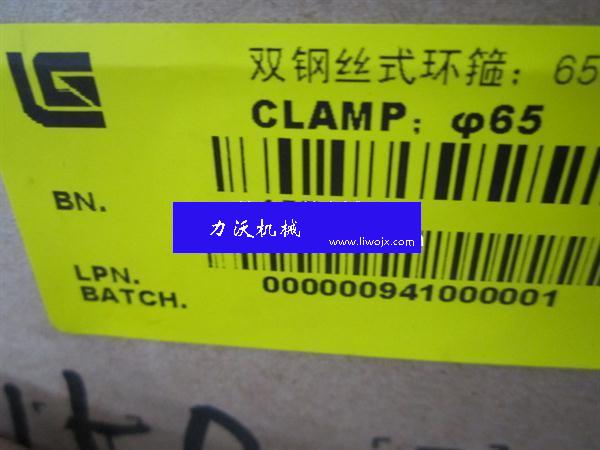 双钢丝式环箍：65
CLAMP：φ65
BN.
力沃机械
www.liwojx.com
LPN.
BATCH.
000000941000001